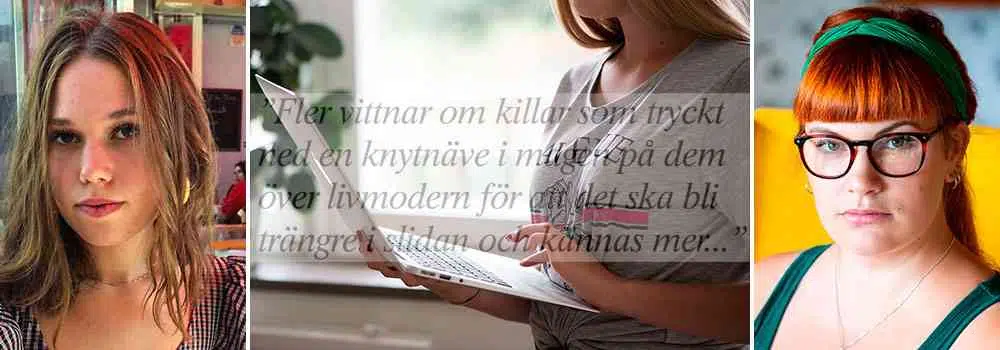 ”Fler vittnar om killar som tryckt
ned en knytnäve i magen på dem
över livmodern för att det ska bli
trängre i slidan och kännas mer...”